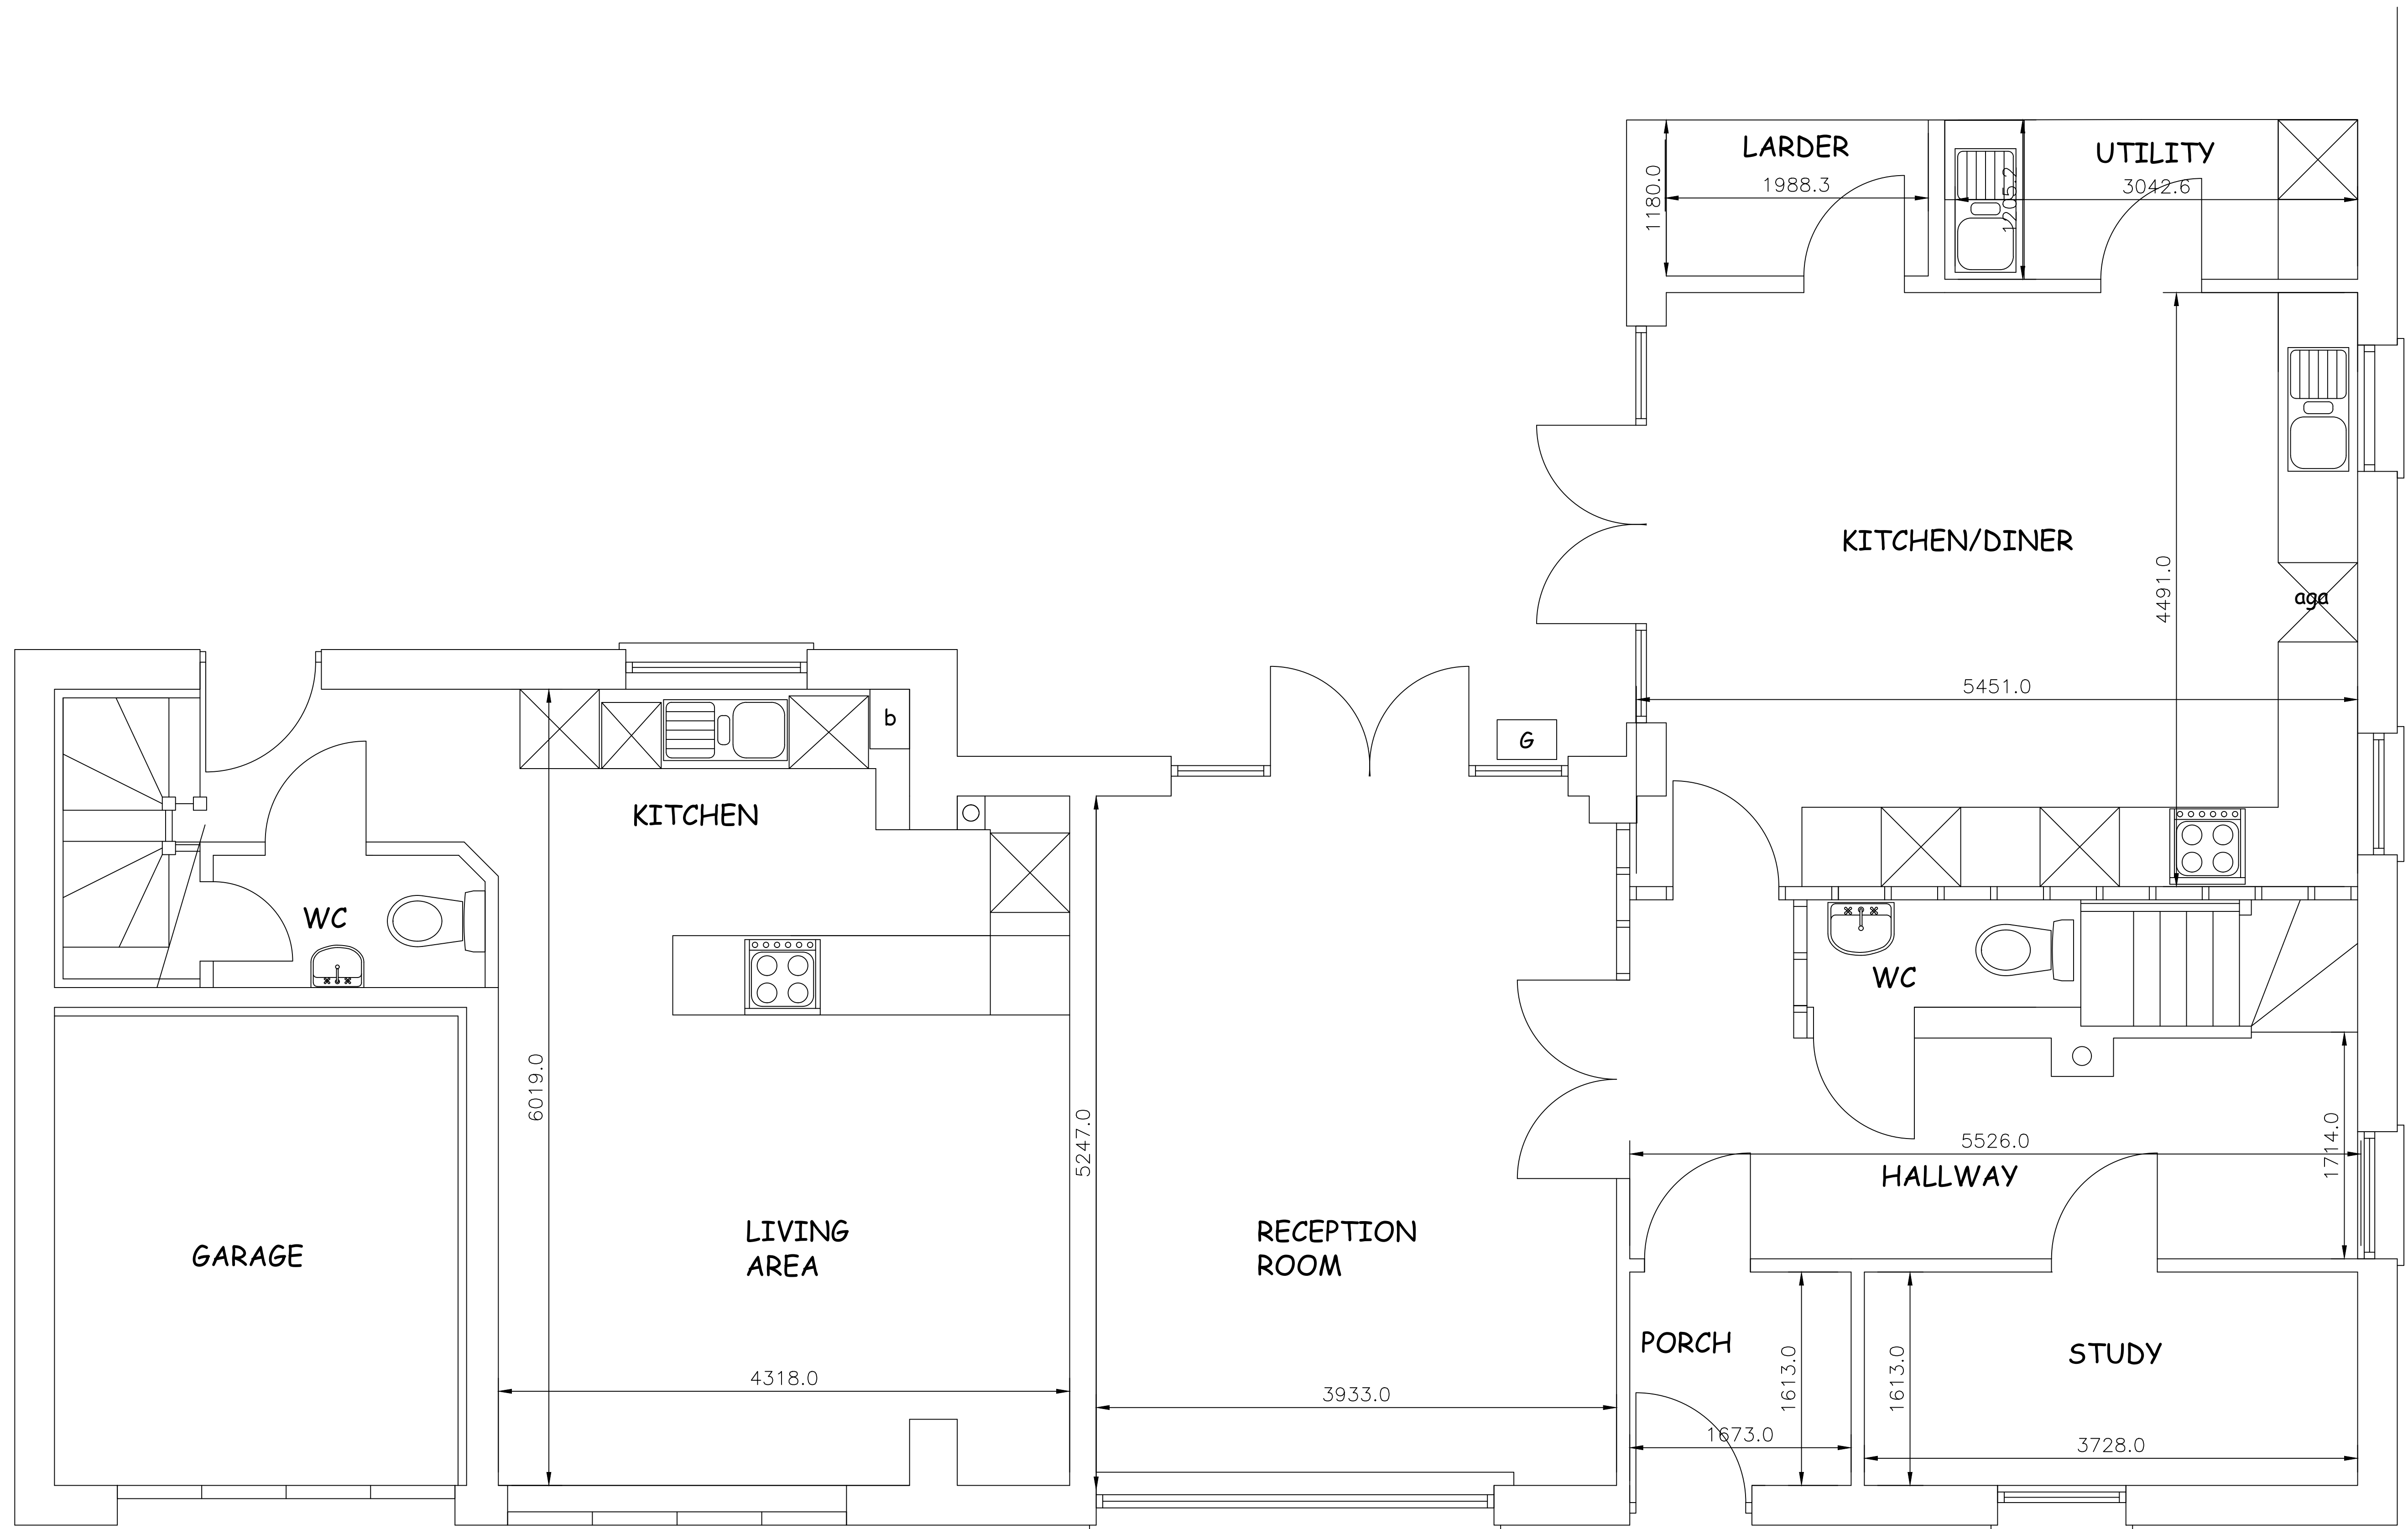 LARDER
1988.3
1180.0
UTILITY
3042.6
1205.2
KITCHEN/DINER
4491.0
aga
5451.0
b
G
KITCHEN
WC
WC
6019.0
5247.0
5526.0
HALLWAY
1714.0
GARAGE
LIVING
AREA
RECEPTION
ROOM
PORCH
1613.0
1613.0
STUDY
4318.0
3933.0
1673.0
3728.0